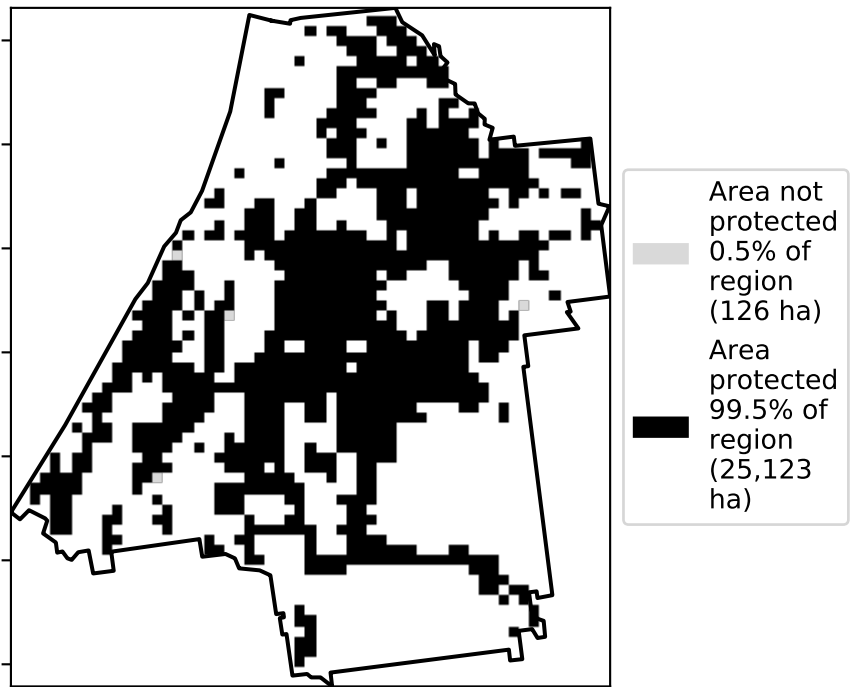 Area not
protected
0.5% of
region
(126 ha)
Area
protected
99.5% of
region
(25,123
ha)